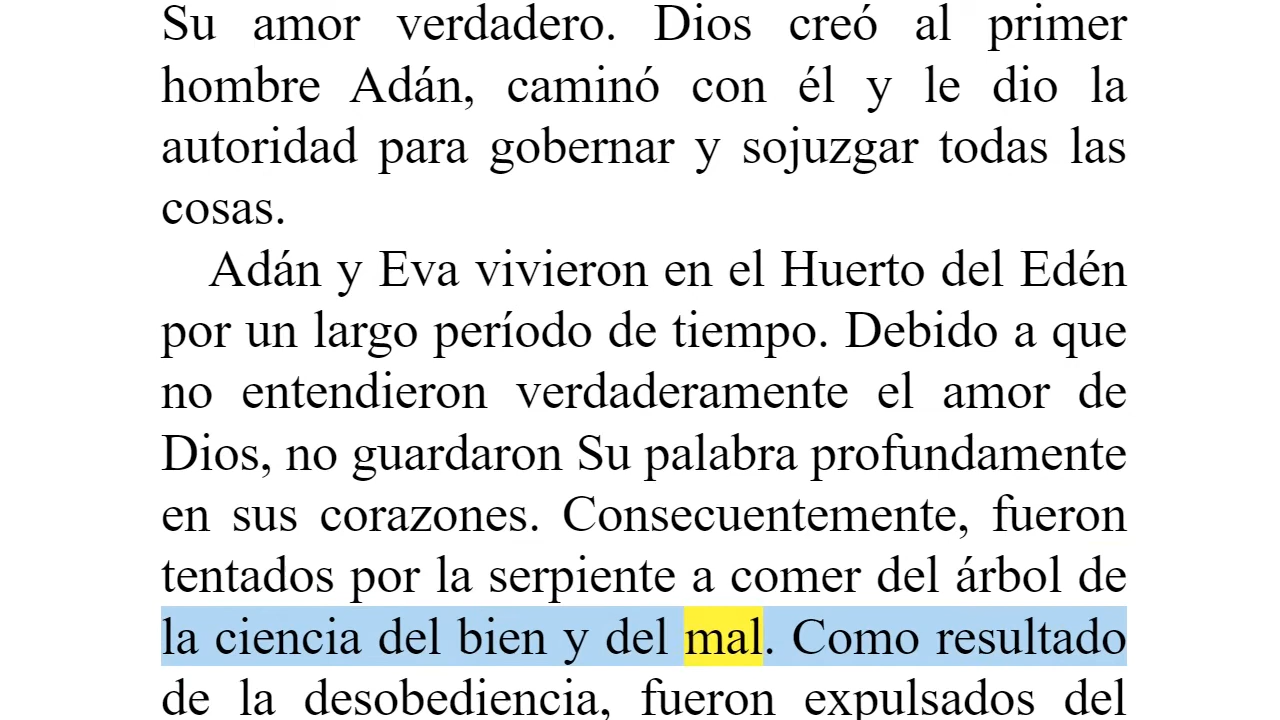 Su amor verdadero. Dios creó al primer
hombre Adán, caminó con él y le dio la
autoridad para gobernar y sojuzgar todas las
cosas.
Adán y Eva vivieron en el Huerto del Edén
por un largo período de tiempo. Debido a que
no entendieron verdaderamente el amor de
Dios, no guardaron Su palabra profundamente
en sus corazones. Consecuentemente, fueron
tentados por la serpiente a comer del árbol de
la ciencia del bien y del mal. Como resultado
de la desobediencia, fueron expulsados del